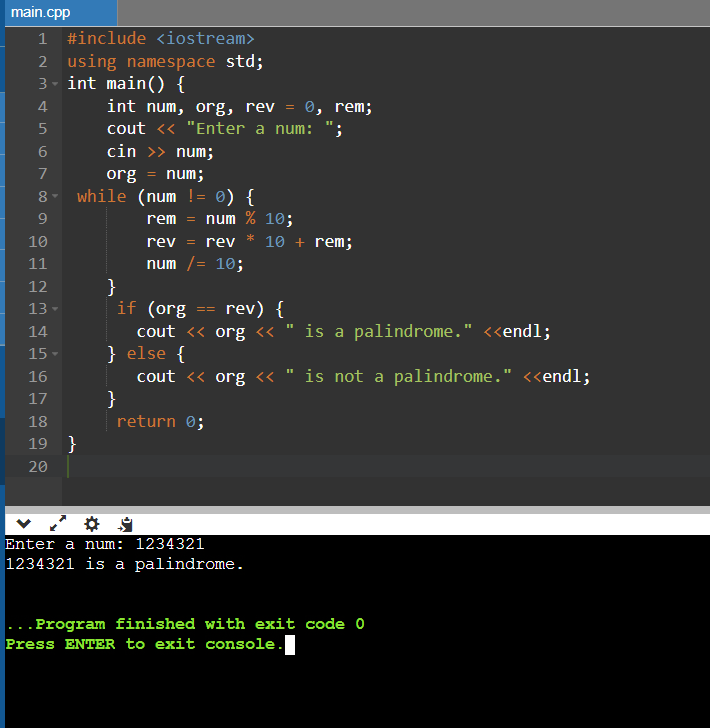 main.cpp
1 #include <iostream>
2 using namespace std;
3 int main() {
4     int num, org, rev = 0, rem;
5     cout << "Enter a num: ";
6     cin >> num;
7     org = num;
8  while (num != 0) {
9         rem = num % 10;
10         rev = rev * 10 + rem;
11         num /= 10;
12     }
13      if (org == rev) {
14        cout << org << " is a palindrome." <<endl;
15     } else {
16        cout << org << " is not a palindrome." <<endl;
17     }
18      return 0;
19 }
20
Enter a num: 1234321
1234321 is a palindrome.
...Program finished with exit code 0
Press ENTER to exit console.